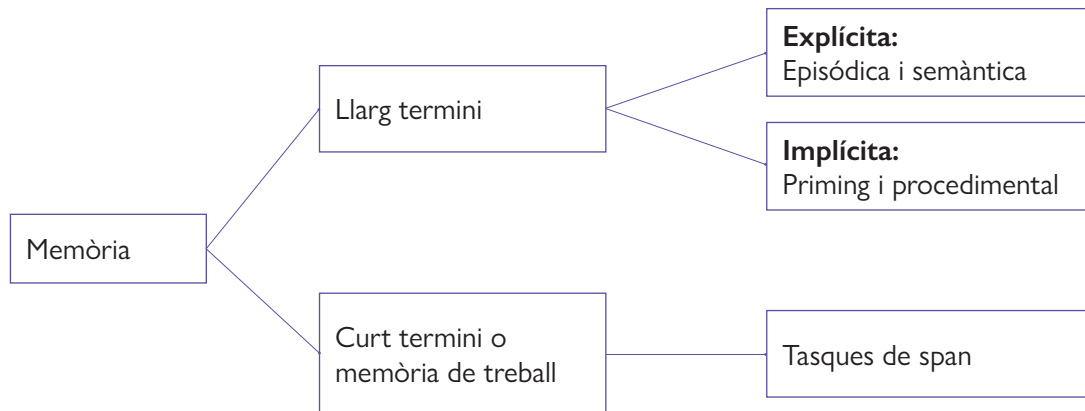 Memòria
Llarg termini
Explícita:
Episódica i semàntica
Implícita:
Priming i procedimental
Curt termini o
memòria de treball
Tasques de span